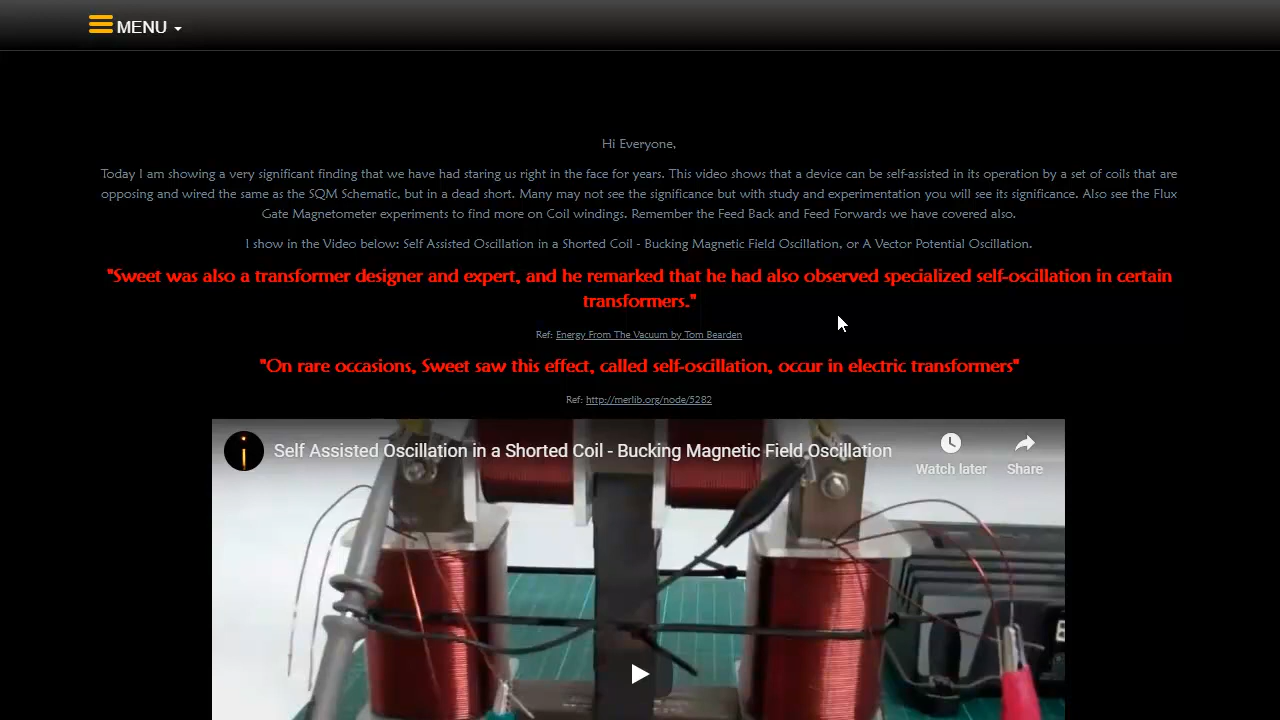 MENU
Hi Everyone,
Today I am showing a very significant finding that we have had staring us right in the face for years. This video shows that a device can be self-assisted in its operation by a set of coils that are
opposing and wired the same as the SQM Schematic, but in a dead short. Many may not see the significance but with study and experimentation you will see its significance. Also see the Flux
Gate Magnetometer experiments to find more on Coil windings. Remember the Feed Back and Feed Forwards we have covered also.
I show in the Video below: Self Assisted Oscillation in a Shorted Coil - Bucking Magnetic Field Oscillation, or A Vector Potential Oscillation.
"Sweet was also a transformer designer and expert, and he remarked that he had also observed specialized self-oscillation in certain
transformers."
Ref: Energy From The Vacuum by Tom Bearden
"On rare occasions, Sweet saw this effect, called self-oscillation, occur in electric transformers"
Ref: http://merlib.org/node/5282
Self Assisted Oscillation in a Shorted Coil - Bucking Magnetic Field Oscillation
Watch later
Share